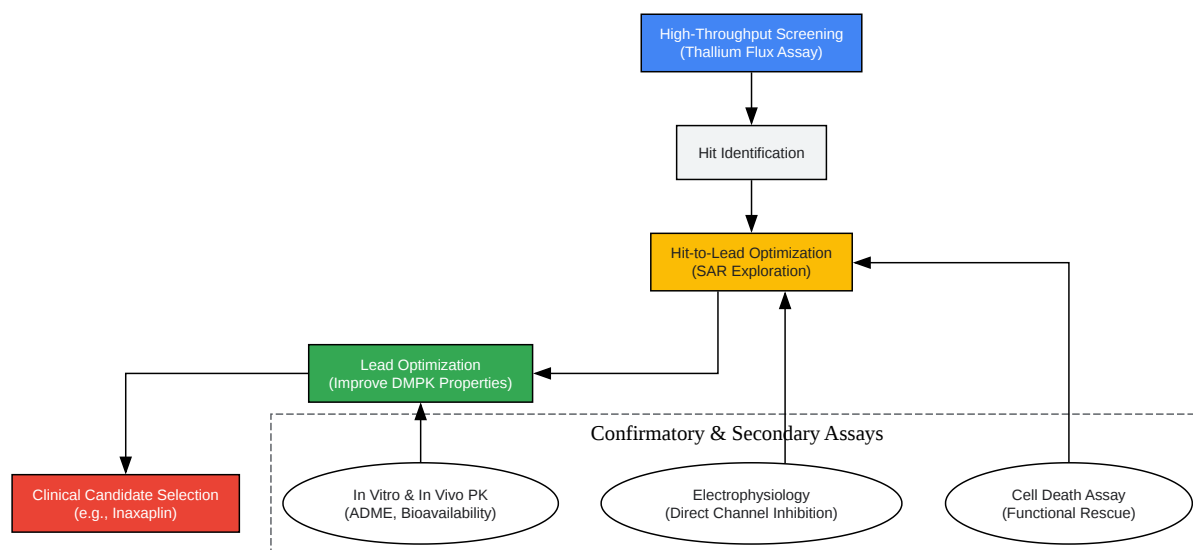 High-Throughput Screening
(Thallium Flux Assay)
Hit Identification
Hit-to-Lead Optimization
(SAR Exploration)
Lead Optimization
(Improve DMPK Properties)
Confirmatory & Secondary Assays
Clinical Candidate Selection
(e.g., Inaxaplin)
In Vitro & In Vivo PK
(ADME, Bioavailability)
Electrophysiology
(Direct Channel Inhibition)
Cell Death Assay
(Functional Rescue)